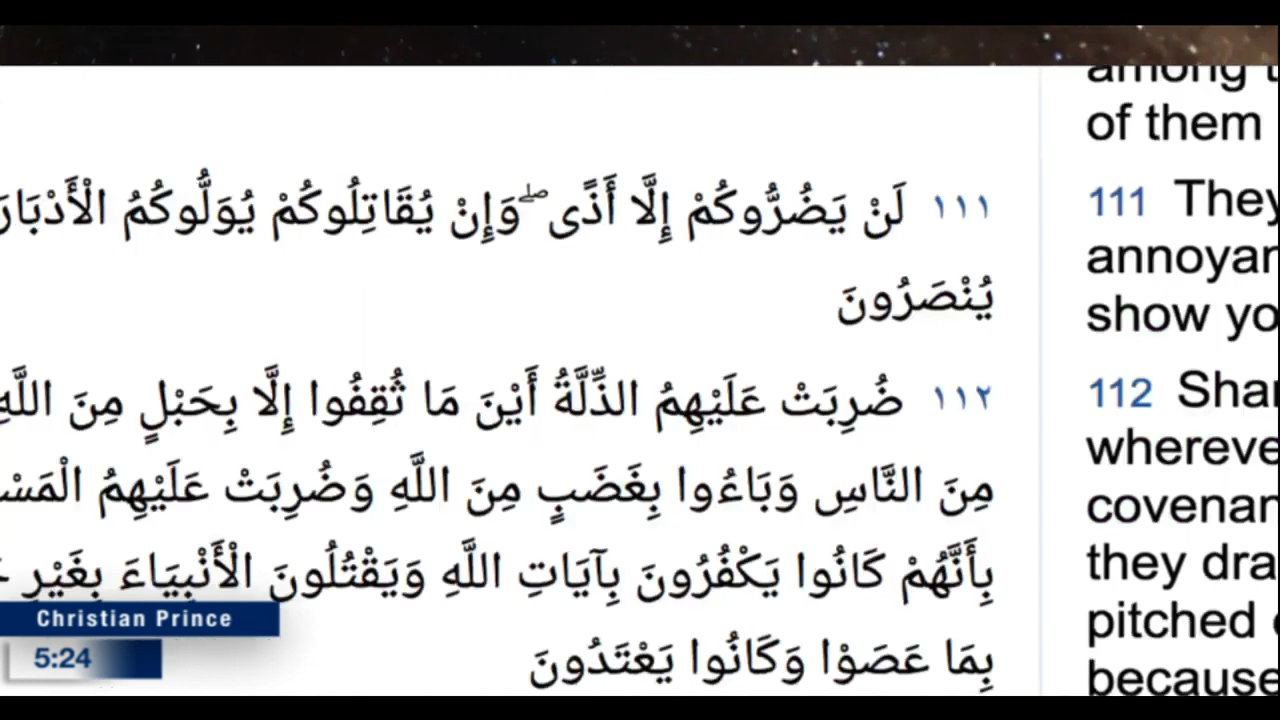 ١١١ لَنْ يَضُرُّوكُمْ إِلَّا أَذًى ۖ وَإِنْ يُقَاتِلُوكُمْ يُوَلُّوكُمُ الْأَدْبَارَ
يُنْصَرُونَ
١١٢ ضُرِبَتْ عَلَيْهِمُ الذِّلَّةُ أَيْنَ مَا ثُقِفُوا إِلَّا بِحَبْلٍ مِنَ اللَّهِ
مِنَ النَّاسِ وَبَاءُوا بِغَضَبٍ مِنَ اللَّهِ وَضُرِبَتْ عَلَيْهِمُ
بِأَنَّهُمْ كَانُوا يَكْفُرُونَ بِآيَاتِ اللَّهِ وَيَقْتُلُونَ الْأَنْبِيَاءَ بِغَيْرِ
بِمَا عَصَوْا وَكَانُوا يَعْتَدُونَ
among t
of them
111 They
annoyan
show yo
112 Sha
whereve
covenan
they dra
pitched
because
Christian Prince
5:24